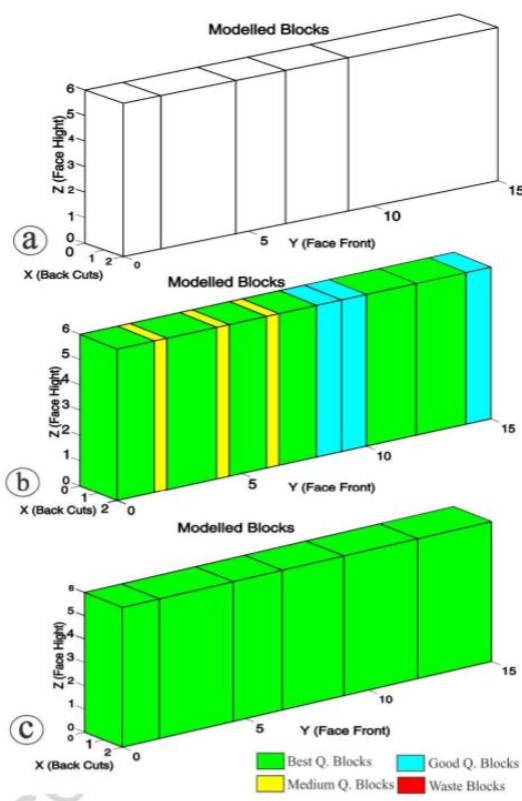 Modelled Blocks
6
5
4
3
2
1
0
Z (Face Hight)
0
1
2
X (Back Cuts)
0
5
10
15
Y (Face Front)
a
Modelled Blocks
6
5
4
3
2
1
0
Z (Face Hight)
0
1
2
X (Back Cuts)
0
5
10
15
Y (Face Front)
b
Modelled Blocks
6
5
4
3
2
1
0
Z (Face Hight)
0
1
2
X (Back Cuts)
0
5
10
15
Y (Face Front)
c
Best Q. Blocks
Good Q. Blocks
Medium Q. Blocks
Waste Blocks